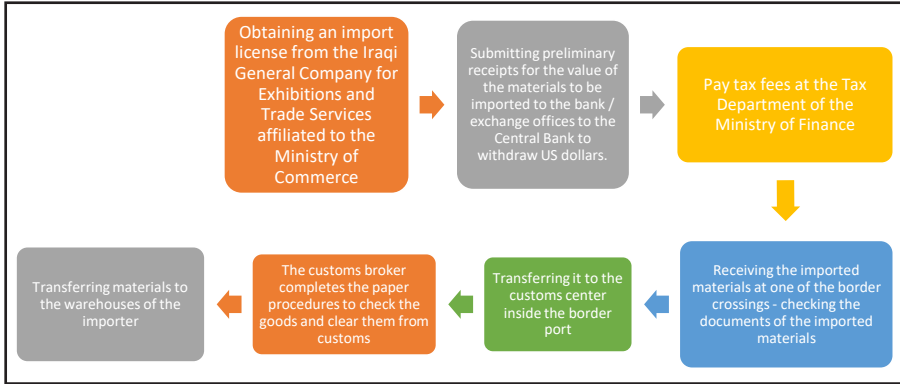 Obtaining an import
license from the Iraqi
General Company for
Exhibitions and
Trade Services
affiliated to the
Ministry of
Commerce
Submitting preliminary
receipts for the value of
the materials to be
imported to the bank /
exchange offices to the
Central Bank to
withdraw US dollars.
Pay tax fees at the Tax
Department of the
Ministry of Finance
Receiving the imported
materials at one of the border
crossings - checking the
documents of the imported
materials
Transferring it to the
customs center
inside the border
port
The customs broker
completes the paper
procedures to check the
goods and clear them from
customs
Transferring materials to
the warehouses of the
importer